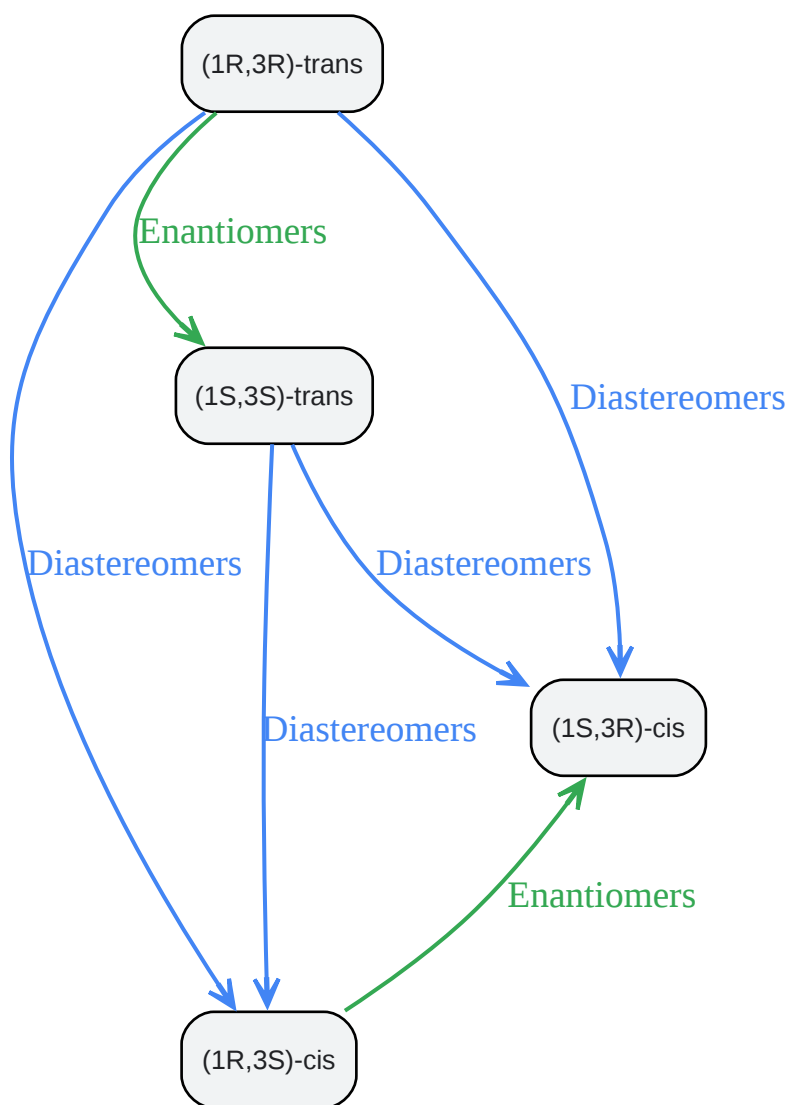 (1R,3R)-trans
Enantiomers
(1S,3S)-trans
Diastereomers
Diastereomers
Diastereomers
(1S,3R)-cis
Diastereomers
Enantiomers
(1R,3S)-cis